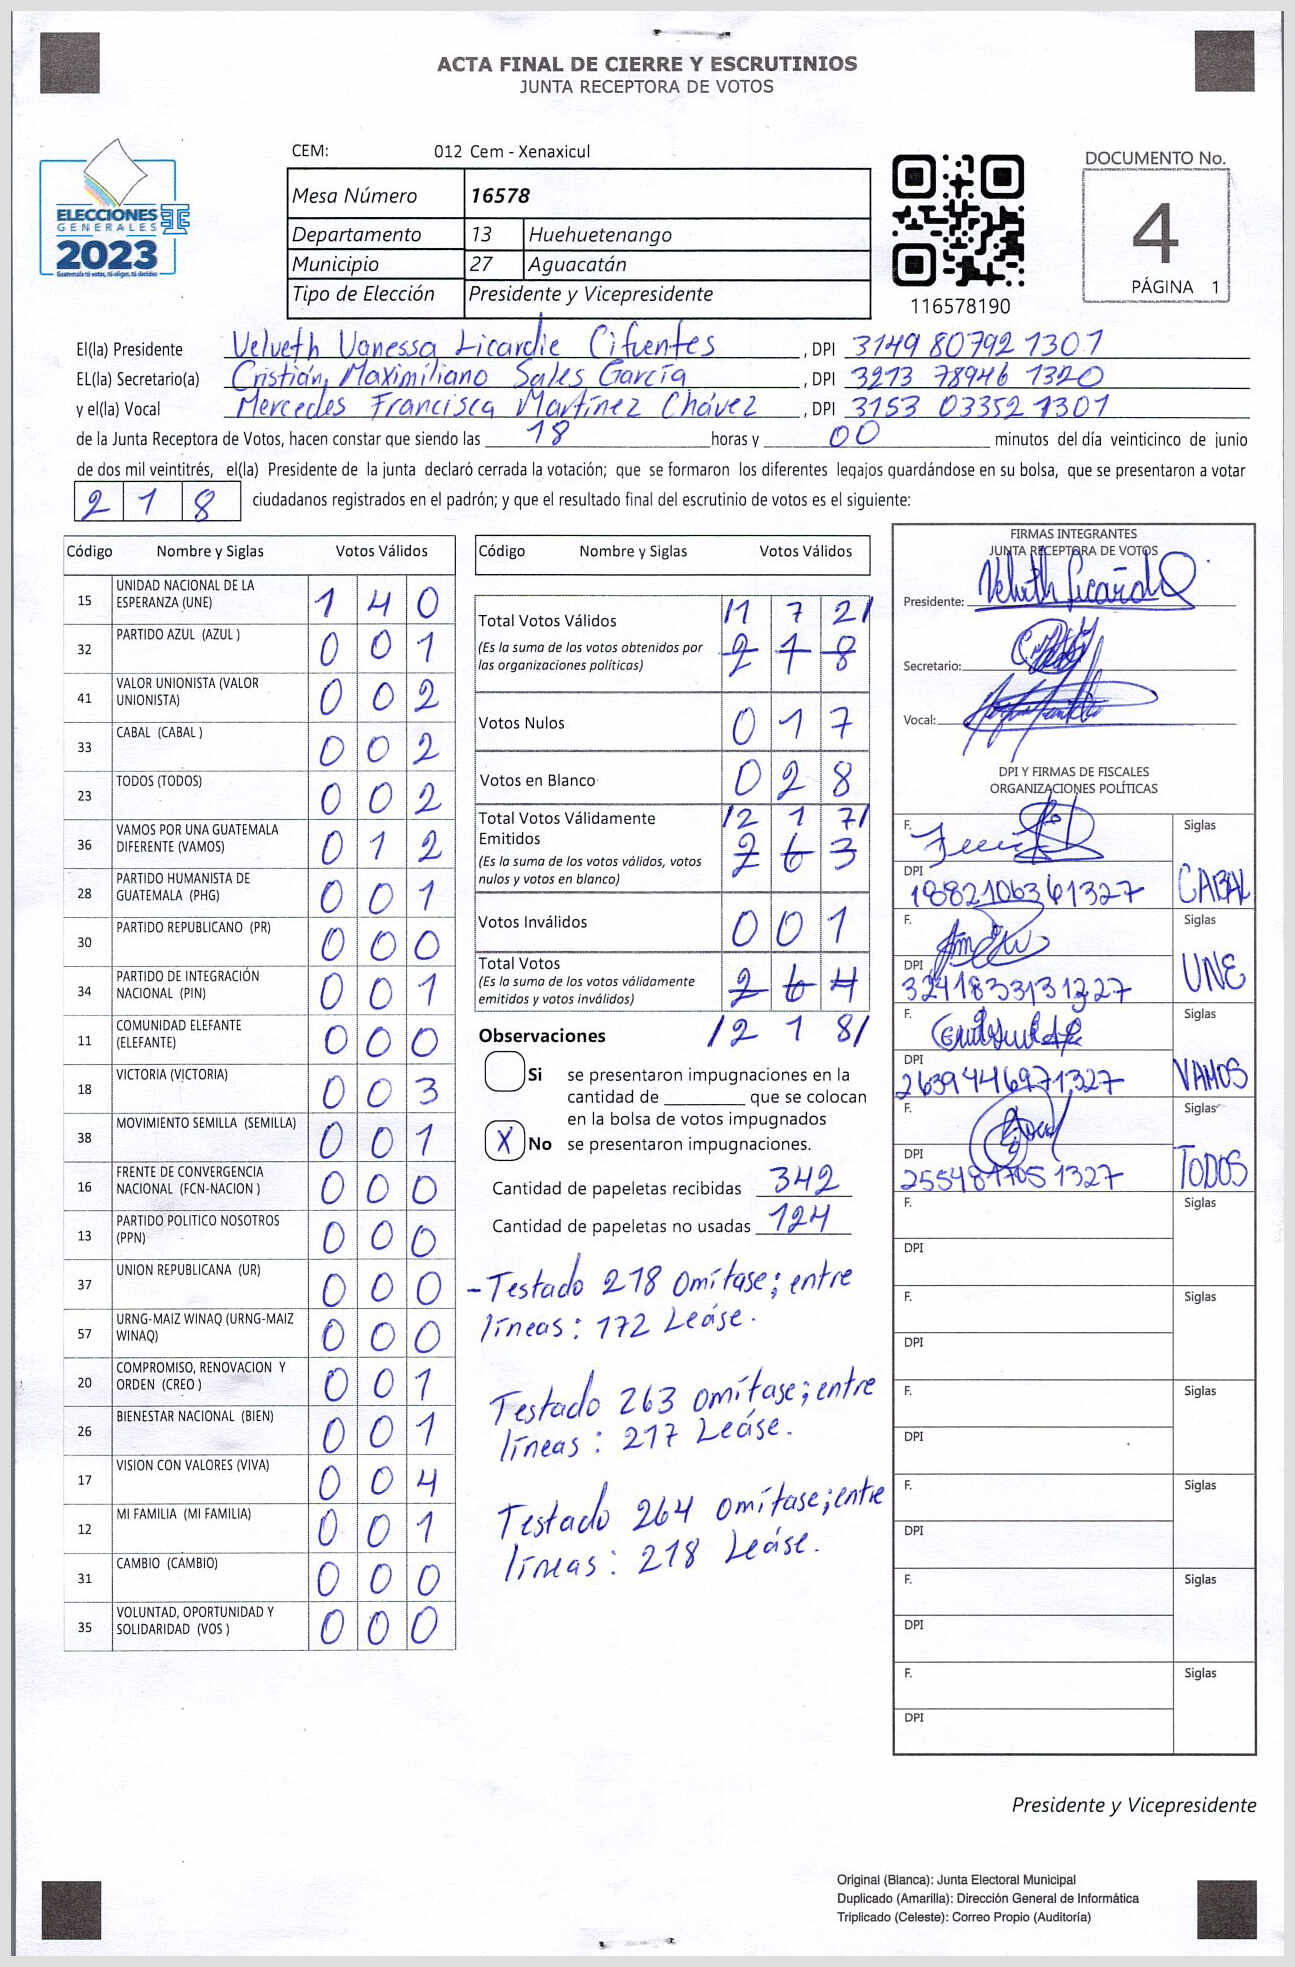 ACTA FINAL DE CIERRE Y ESCRUTINIOS
JUNTA RECEPTORA DE VOTOS
ELECCIONES
GENERALES
2023
Guatemala tú votas, tú eliges, tú decides
CEM: 012 Cem - Xenaxicul
Mesa Número 16578
Departamento 13 Huehuetenango
Municipio 27 Aguacatán
Tipo de Elección Presidente y Vicepresidente
116578190
DOCUMENTO No.
4
PÁGINA 1
El(la) Presidente Velveth Vanessa Licardie Cifuentes, DPI 3149 80792 1301
EL(la) Secretario(a) Cristián Maximiliano Sales García, DPI 3213 78946 1320
y el(la) Vocal Mercedes Francisca Martínez Chávez, DPI 3153 03352 1301
de la Junta Receptora de Votos, hacen constar que siendo las 18 horas y 00 minutos del día veinticinco de junio
de dos mil veintitrés, el(la) Presidente de la junta declaró cerrada la votación; que se formaron los diferentes legajos guardándose en su bolsa, que se presentaron a votar
2 1 8 ciudadanos registrados en el padrón; y que el resultado final del escrutinio de votos es el siguiente:
Código Nombre y Siglas Votos Válidos
15 UNIDAD NACIONAL DE LA ESPERANZA (UNE) 1 4 0
32 PARTIDO AZUL (AZUL ) 0 0 1
41 VALOR UNIONISTA (VALOR UNIONISTA) 0 0 2
33 CABAL (CABAL ) 0 0 2
23 TODOS (TODOS) 0 0 2
36 VAMOS POR UNA GUATEMALA DIFERENTE (VAMOS) 0 1 2
28 PARTIDO HUMANISTA DE GUATEMALA (PHG) 0 0 1
30 PARTIDO REPUBLICANO (PR) 0 0 0
34 PARTIDO DE INTEGRACIÓN NACIONAL (PIN) 0 0 1
11 COMUNIDAD ELEFANTE (ELEFANTE) 0 0 0
18 VICTORIA (VICTORIA) 0 0 3
38 MOVIMIENTO SEMILLA (SEMILLA) 0 0 1
16 FRENTE DE CONVERGENCIA NACIONAL (FCN-NACION ) 0 0 0
13 PARTIDO POLITICO NOSOTROS (PPN) 0 0 0
37 UNION REPUBLICANA (UR) 0 0 0
57 URNG-MAIZ WINAQ (URNG-MAIZ WINAQ) 0 0 0
20 COMPROMISO, RENOVACION Y ORDEN (CREO ) 0 0 1
26 BIENESTAR NACIONAL (BIEN) 0 0 1
17 VISION CON VALORES (VIVA) 0 0 4
12 MI FAMILIA (MI FAMILIA) 0 0 1
31 CAMBIO (CAMBIO) 0 0 0
35 VOLUNTAD, OPORTUNIDAD Y SOLIDARIDAD (VOS ) 0 0 0
Código Nombre y Siglas Votos Válidos
Total Votos Válidos /1 7 2/
(Es la suma de los votos obtenidos por las organizaciones políticas) 2 1 8
Votos Nulos 0 1 7
Votos en Blanco 0 2 8
Total Votos Válidamente Emitidos /2 1 7/
(Es la suma de los votos válidos, votos nulos y votos en blanco) 2 6 3
Votos Inválidos 0 0 1
Total Votos
(Es la suma de los votos válidamente emitidos y votos inválidos) 2 6 4
/2 1 8/
Observaciones
Si se presentaron impugnaciones en la
cantidad de ________ que se colocan
en la bolsa de votos impugnados
X No se presentaron impugnaciones.
Cantidad de papeletas recibidas 342
Cantidad de papeletas no usadas 124
- Testado 218 omítase; entre
líneas: 172 Leáse.
Testado 263 omítase; entre
líneas: 217 Leáse.
Testado 264 omítase; entre
líneas: 218 Leáse.
FIRMAS INTEGRANTES
JUNTA RECEPTORA DE VOTOS
Presidente:
Secretario:
Vocal:
DPI Y FIRMAS DE FISCALES
ORGANIZACIONES POLÍTICAS
F. Siglas
DPI 1882106361327 CABAL
F. Siglas
DPI 3241833131327 UNE
F. Siglas
DPI 2639446971327 VAMOS
F. Siglas
DPI 2554817051327 TODOS
F. Siglas
DPI
F. Siglas
DPI
F. Siglas
DPI
F. Siglas
DPI
F. Siglas
DPI
F. Siglas
DPI
Presidente y Vicepresidente
Original (Blanca): Junta Electoral Municipal
Duplicado (Amarilla): Dirección General de Informática
Triplicado (Celeste): Correo Propio (Auditoría)